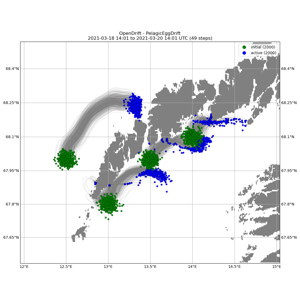 OpenDrift - PelagicEggDrift
2021-03-18 14:01 to 2021-03-20 14:01 UTC (49 steps)
initial (2000)
active (2000)
68.4°N 68.4°N
68.25°N 68.25°N
68.1°N 68.1°N
67.95°N 67.95°N
67.8°N 67.8°N
67.65°N 67.65°N
12°E 12.5°E 13°E 13.5°E 14°E 14.5°E 15°E